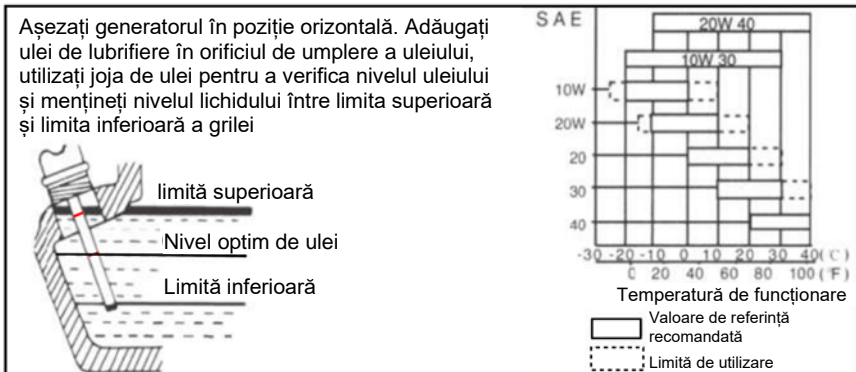 Așezați generatorul în poziție orizontală. Adăugați
ulei de lubrifiere în orificiul de umplere a uleiului,
utilizați joja de ulei pentru a verifica nivelul uleiului
și mențineți nivelul lichidului între limita superioară
și limita inferioară a grilei
limită superioară
Nivel optim de ulei
Limită inferioară
SAE
20W 40
10W 30
10W
20W
20
30
40
-30 -20 -10 0 10 20 30 40(℃)
0 20 40 60 80 100(℉)
Temperatură de funcționare
Valoare de referință
recomandată
Limită de utilizare